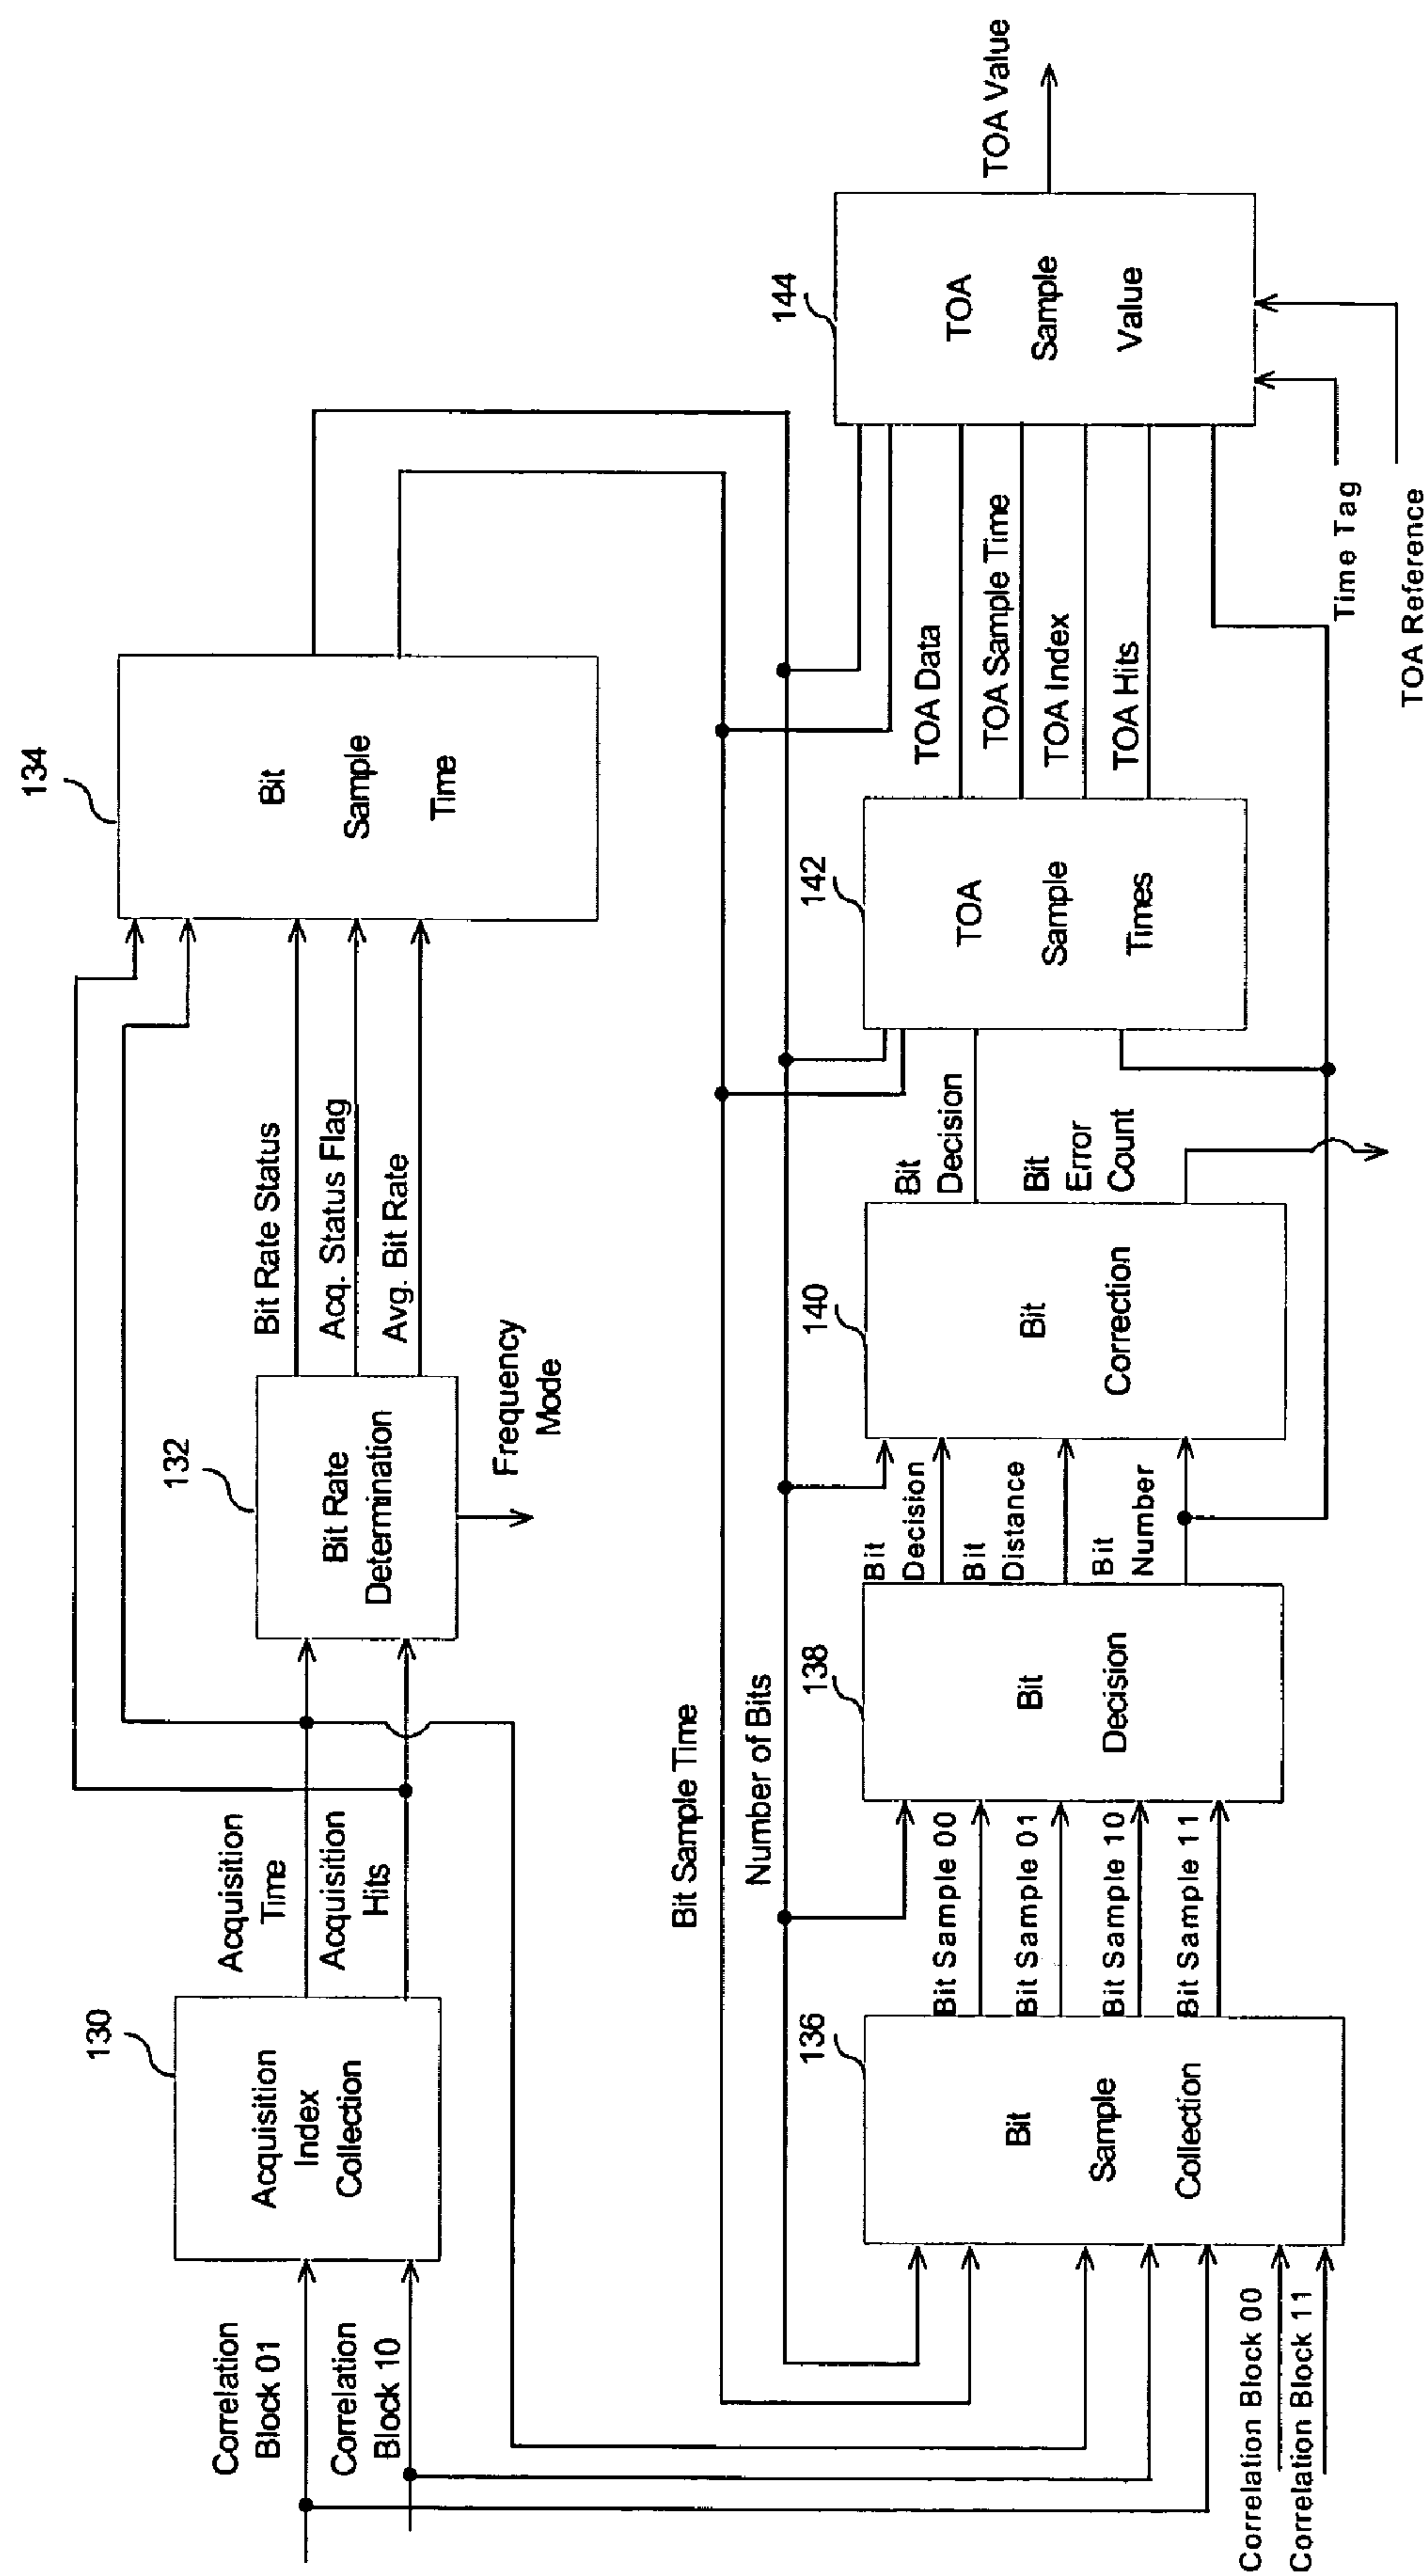 Correlation
Block 01
Correlation
Block 10
130
Acquisition
Index
Collection
Acquisition
Time
Acquisition
Hits
132
Bit Rate
Determination
Frequency
Mode
Bit Rate Status
Acq. Status Flag
Avg. Bit Rate
134
Bit
Sample
Time
Bit Sample Time
Number of Bits
Correlation Block 00
Correlation Block 11
136
Bit
Sample
Collection
Bit Sample 00
Bit Sample 01
Bit Sample 10
Bit Sample 11
138
Bit
Decision
Bit
Decision
Bit
Distance
Bit
Number
140
Bit
Correction
Bit
Decision
Bit
Error
Count
142
TOA
Sample
Times
TOA Data
TOA Sample Time
TOA Index
TOA Hits
144
TOA
Sample
Value
TOA Value
Time Tag
TOA Reference